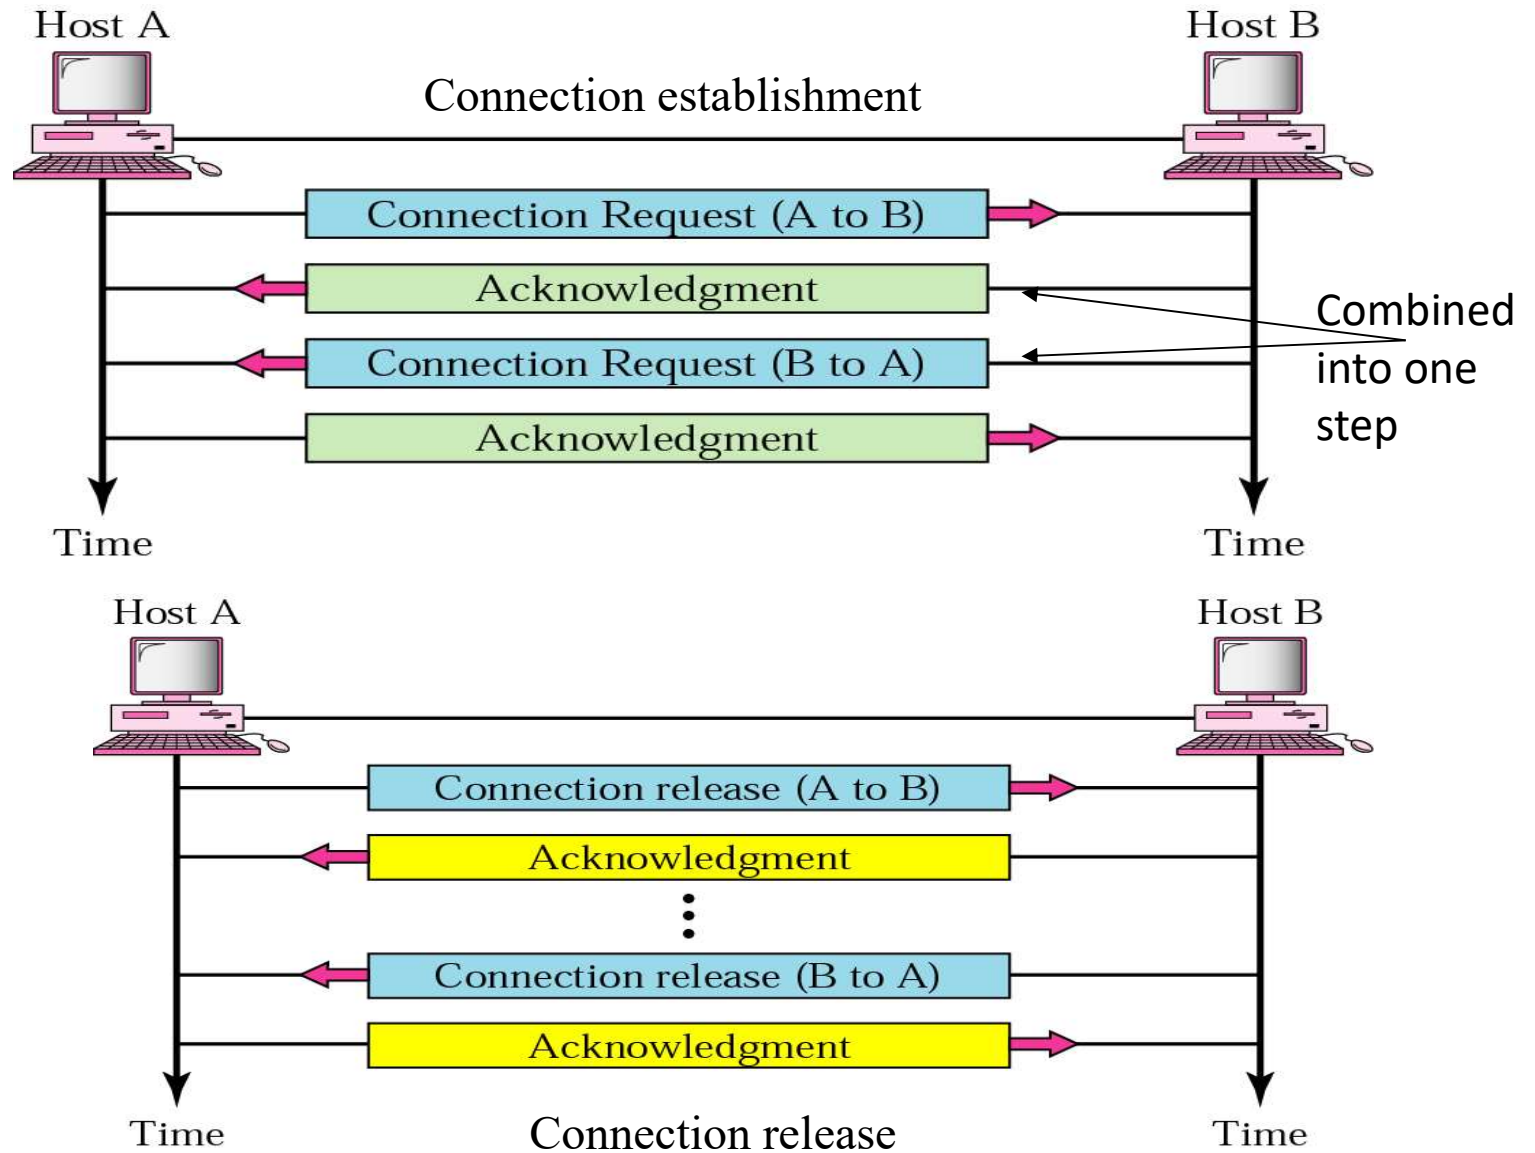 Host A
Host B
Connection establishment
Connection Request (A to B)
Acknowledgment
Connection Request (B to A)
Acknowledgment
Combined
into one
step
Time
Time
Host A
Host B
Connection release (A to B)
Acknowledgment
Connection release (B to A)
Acknowledgment
Time
Connection release
Time